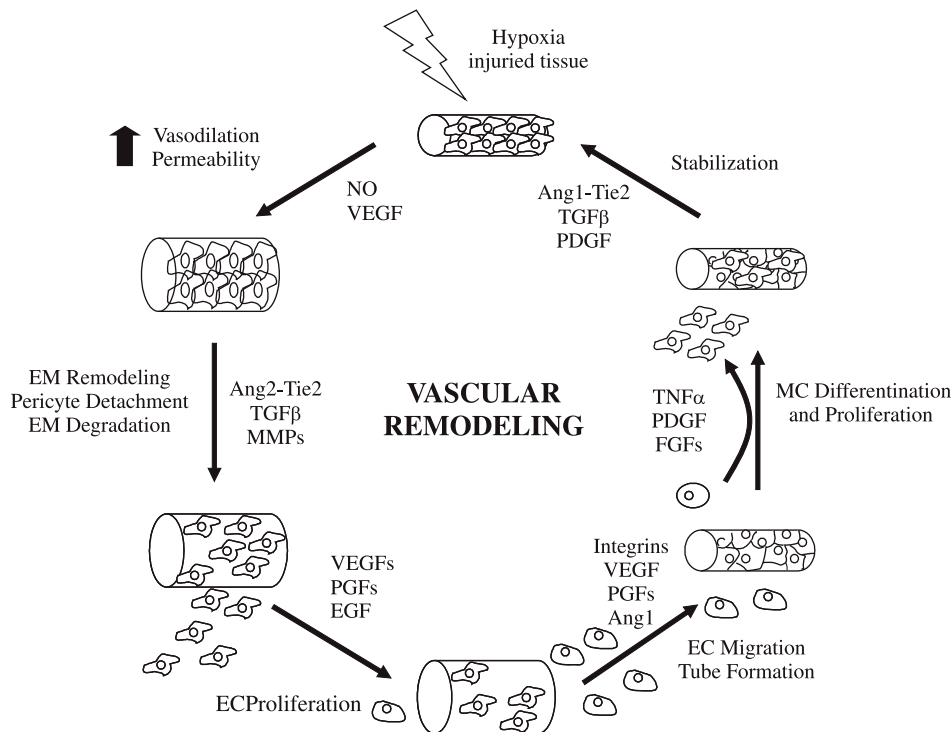 Hypoxia
injuried tissue
Vasodilation
Permeability
NO
VEGF
Stabilization
Ang1-Tie2
TGFβ
PDGF
EM Remodeling
Pericyte Detachment
EM Degradation
Ang2-Tie2
TGFβ
MMPs
VASCULAR
REMODELING
TNFα
PDGF
FGFs
MC Differentination
and Proliferation
VEGFs
PGFs
EGF
Integrins
VEGF
PGFs
Ang1
EC Migration
Tube Formation
ECProliferation